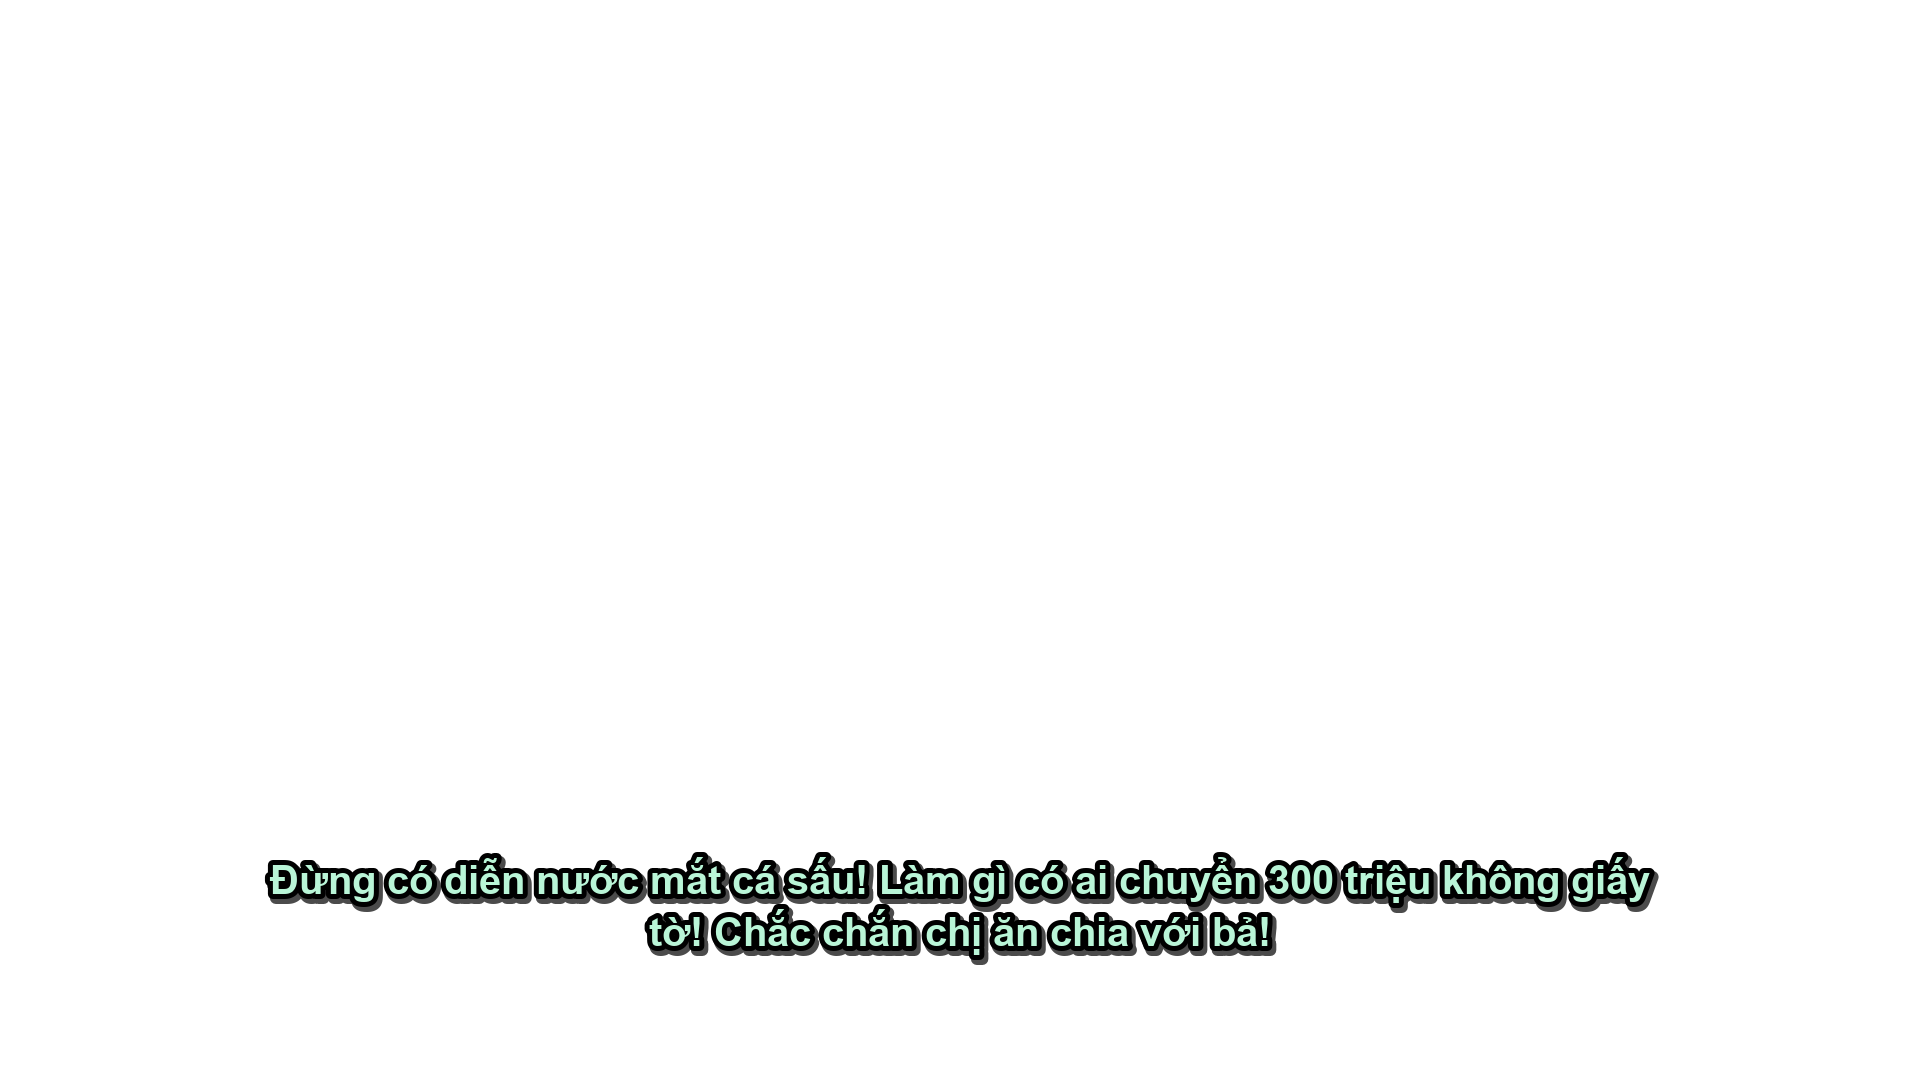 Đừng có diễn nước mắt cá sấu! Làm gì có ai chuyển 300 triệu không giấy
tờ! Chắc chắn chị ăn chia với bả!